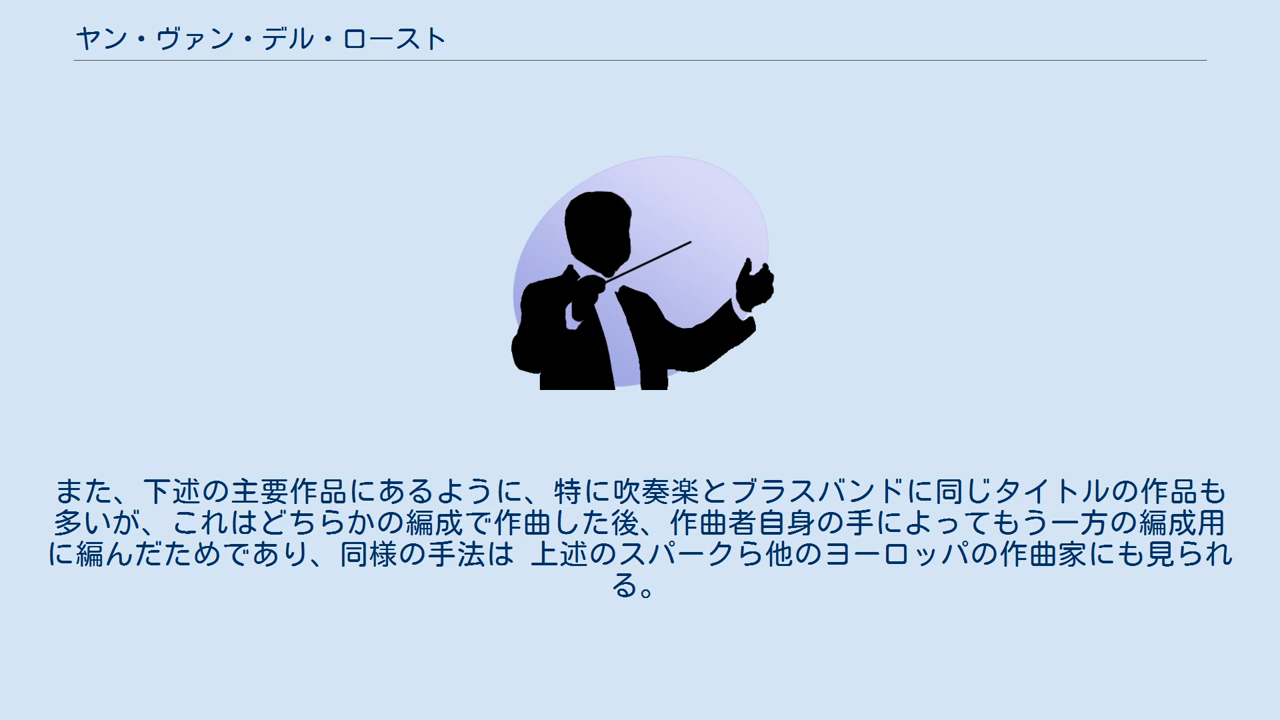 ヤン・ヴァン・デル・ロースト
また、下述の主要作品にあるように、特に吹奏楽とブラスバンドに同じタイトルの作品も
多いが、これはどちらかの編成で作曲した後、作曲者自身の手によってもう一方の編成用
に編んだためであり、同様の手法は 上述のスパークら他のヨーロッパの作曲家にも見られ
る。